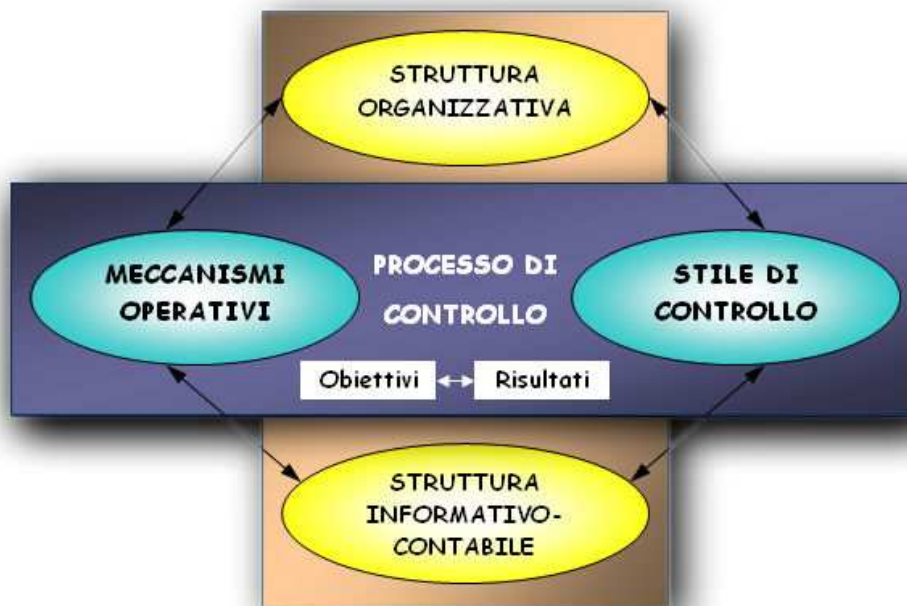 STRUTTURA
ORGANIZZATIVA
MECCANISMI
OPERATIVI
PROCESSO DI
CONTROLLO
STILE DI
CONTROLLO
Obiettivi
Risultati
STRUTTURA
INFORMATIVO-
CONTABILE